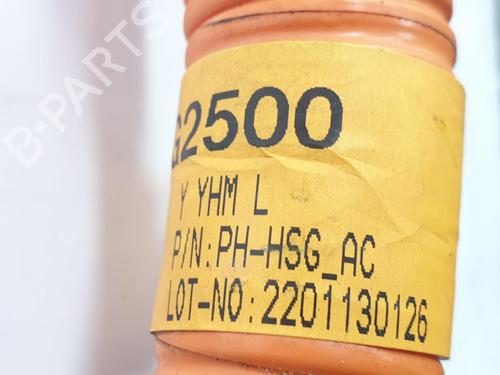 B-PARTS
G2500
Y YHM L
P/N:PH-HSG_AC
LOT-NO:2201130126